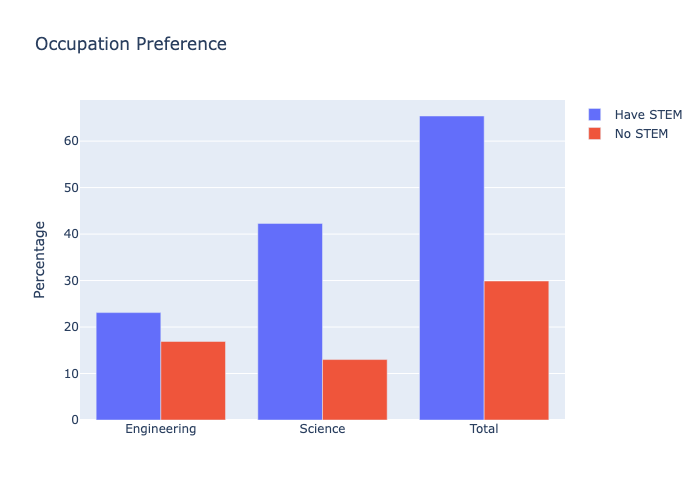 Occupation Preference
Have STEM
No STEM
Percentage
60
50
40
30
20
10
0
Engineering
Science
Total